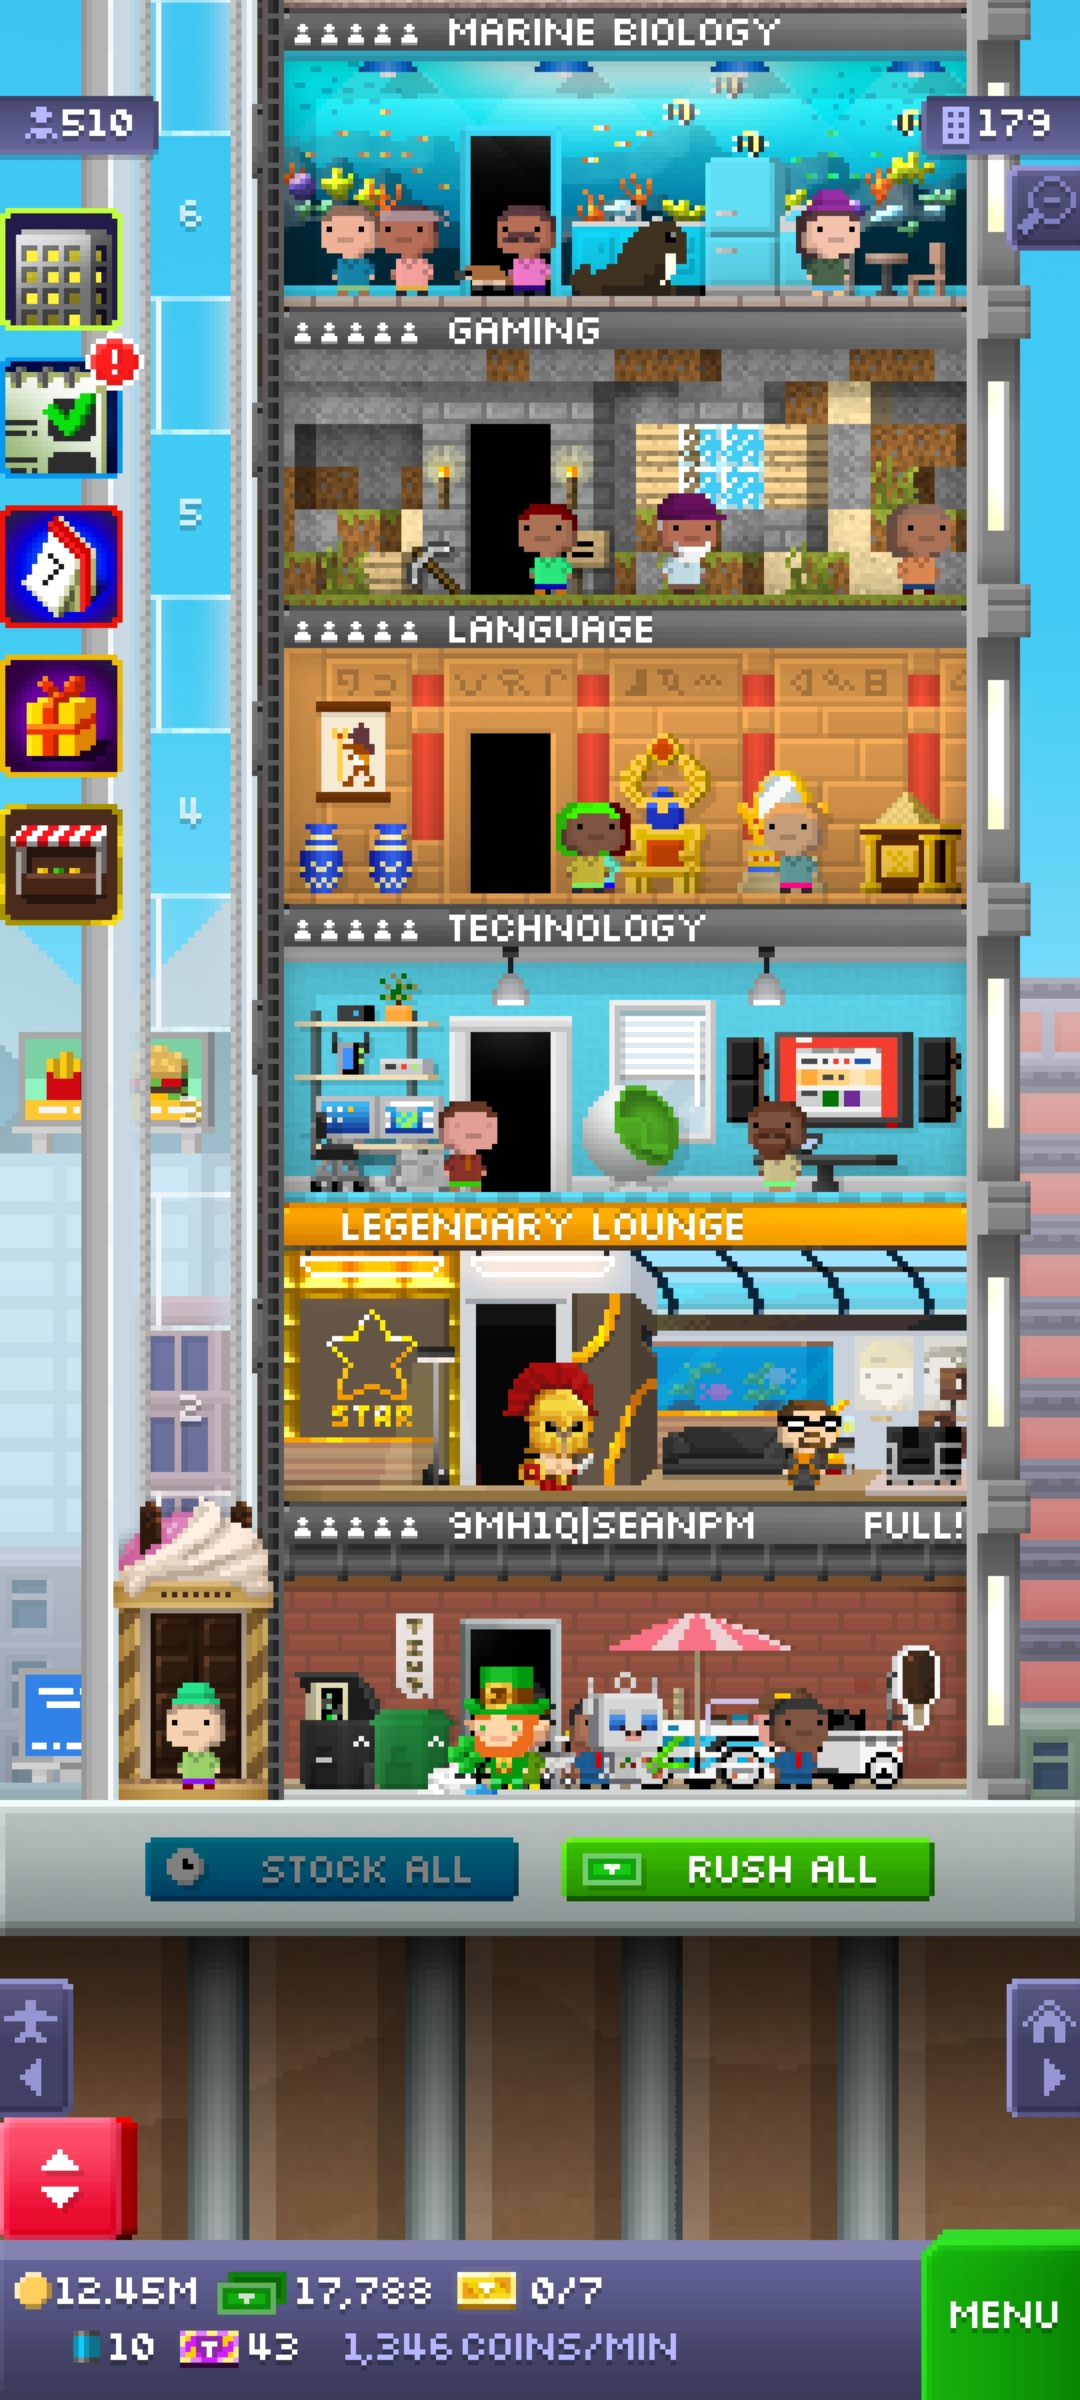 MARINE BIOLOGY
510
179
6
GAMING
5
7
LANGUAGE
4
TECHNOLOGY
LEGENDARY LOUNGE
STAR
2
9MH1Q|SEANPM FULL!
STOCK ALL
RUSH ALL
12.45M 17,788 0/7
10 43 1,346 COINS/MIN
MENU